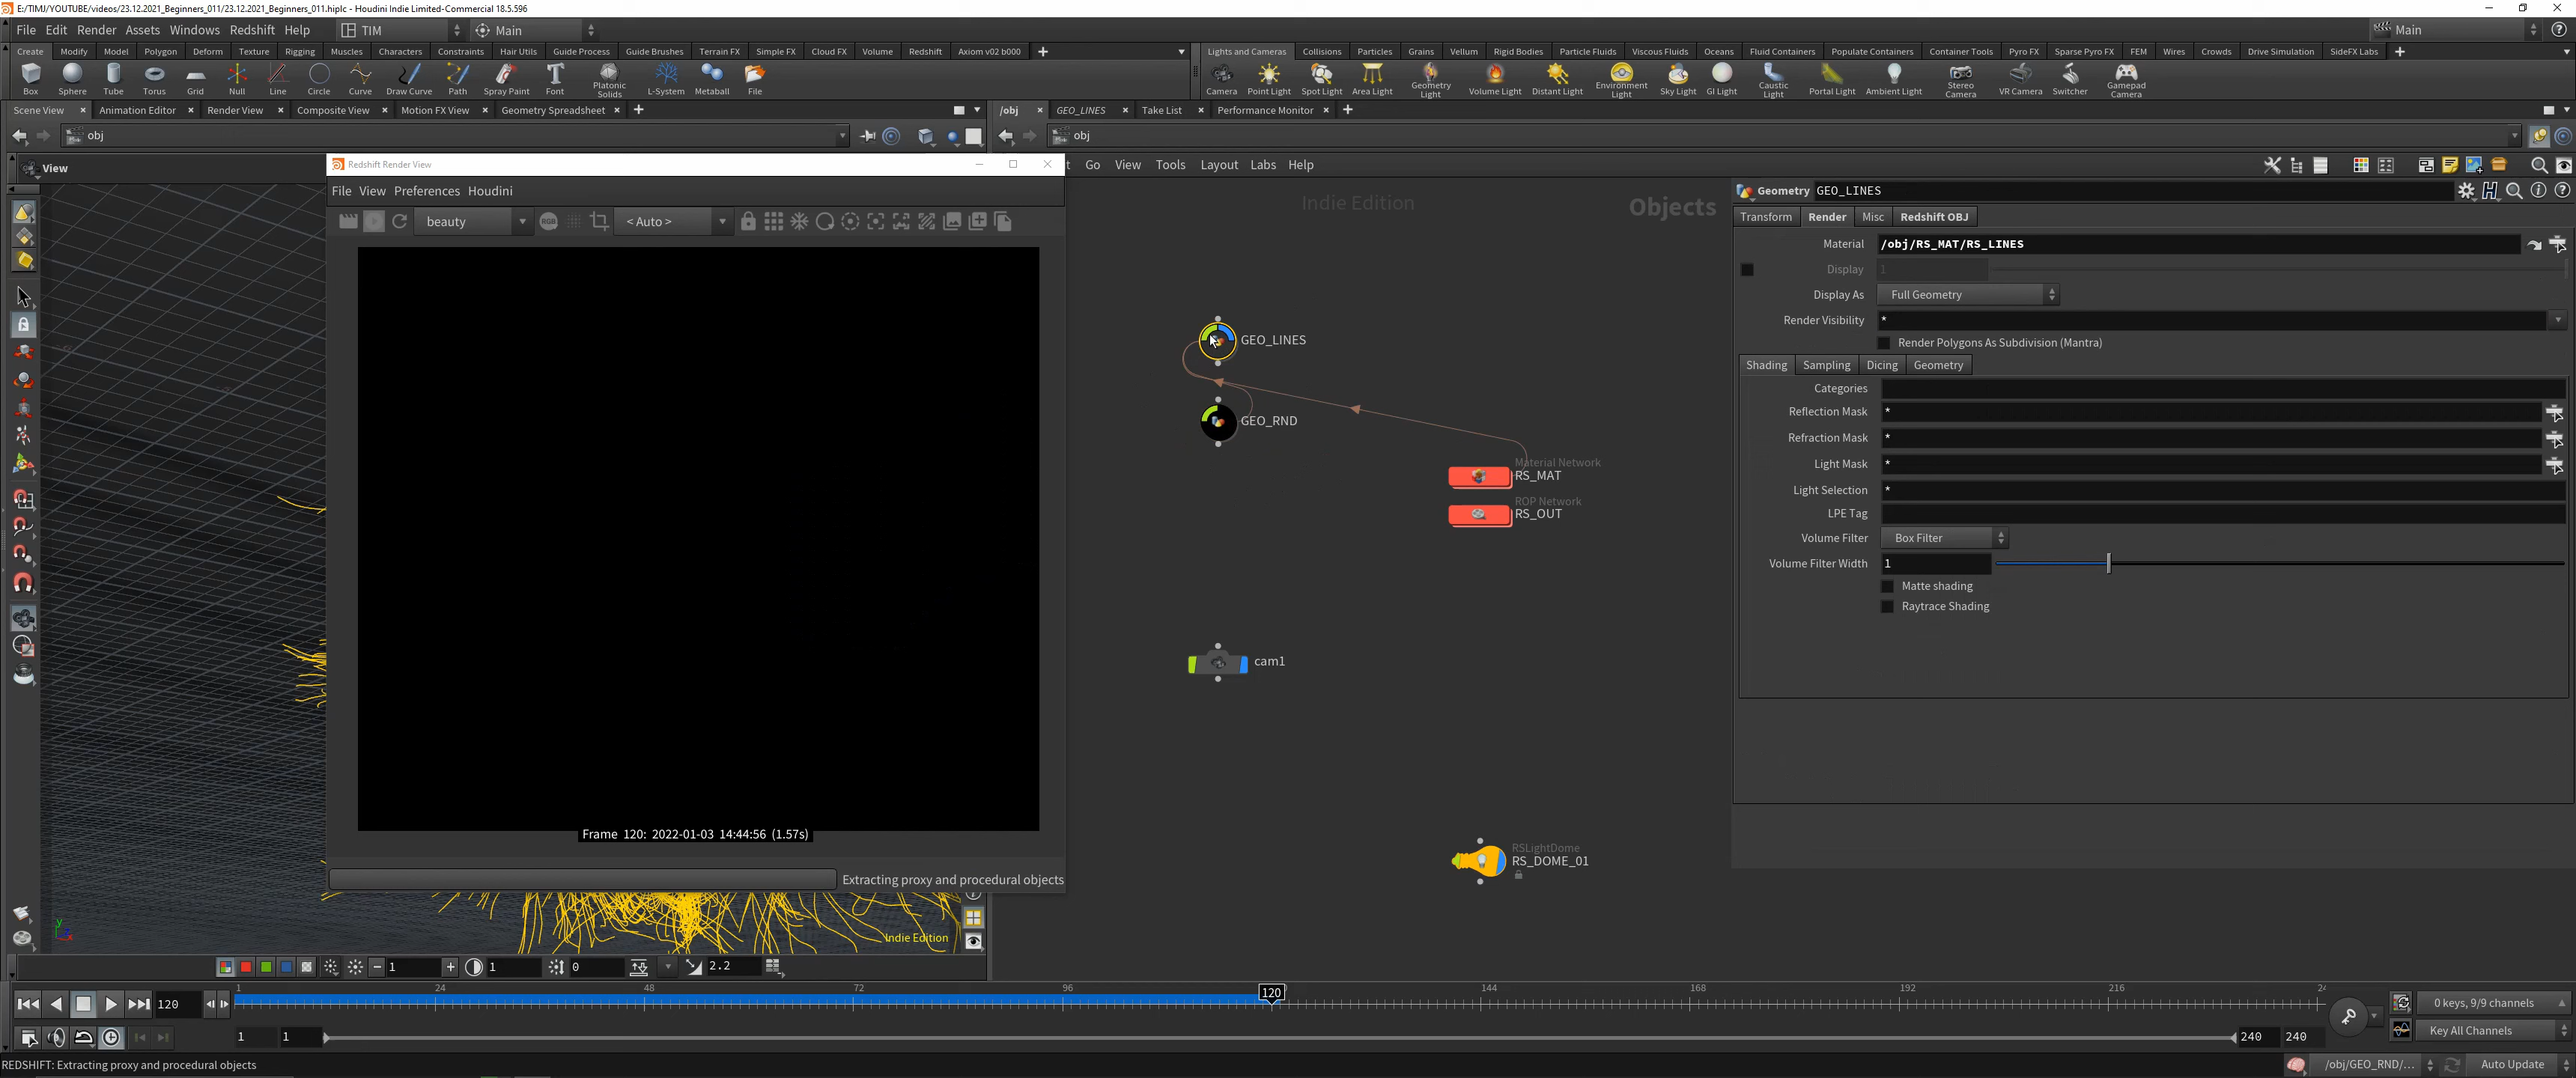 E:/TIMJ/YOUTUBE/videos/23.12.2021_Beginners_011/23.12.2021_Beginners_011.hiplc - Houdini Indie Limited-Commercial 18.5.596
File Edit Render Assets Windows Redshift Help TIM Main Main
Create Modify Model Polygon Deform Texture Rigging Muscles Characters Constraints Hair Utils Guide Process Guide Brushes Terrain FX Simple FX Cloud FX Volume Redshift Axiom v02 b000
Lights and Cameras Collisions Particles Grains Vellum Rigid Bodies Particle Fluids Viscous Fluids Oceans Fluid Containers Populate Containers Container Tools Pyro FX Sparse Pyro FX FEM Wires Crowds Drive Simulation SideFX Labs
Box Sphere Tube Torus Grid Null Line Circle Curve Draw Curve Path Spray Paint Font Platonic Solids L-System Metaball File
Camera Point Light Spot Light Area Light Geometry Light Volume Light Distant Light Environment Light Sky Light GI Light Caustic Light Portal Light Ambient Light Stereo Camera VR Camera Switcher Gamepad Camera
Scene View Animation Editor Render View Composite View Motion FX View Geometry Spreadsheet
/obj GEO_LINES Take List Performance Monitor
obj
obj
View
Redshift Render View
File View Preferences Houdini
beauty RGB < Auto >
Frame 120: 2022-01-03 14:44:56 (1.57s)
Extracting proxy and procedural objects
Indie Edition
y
t Go View Tools Layout Labs Help
Indie Edition
Objects
GEO_LINES
GEO_RND
Material Network
RS_MAT
ROP Network
RS_OUT
cam1
RSLightDome
RS_DOME_01
Geometry GEO_LINES
Transform Render Misc Redshift OBJ
Material /obj/RS_MAT/RS_LINES
Display 1
Display As Full Geometry
Render Visibility *
Render Polygons As Subdivision (Mantra)
Shading Sampling Dicing Geometry
Categories
Reflection Mask *
Refraction Mask *
Light Mask *
Light Selection *
LPE Tag
Volume Filter Box Filter
Volume Filter Width 1
Matte shading
Raytrace Shading
1 1 0 2.2
120 1 24 48 72 96 120 144 168 192 216 24
0 keys, 9/9 channels
1 1 240 240
Key All Channels
REDSHIFT: Extracting proxy and procedural objects
/obj/GEO_RND/... Auto Update